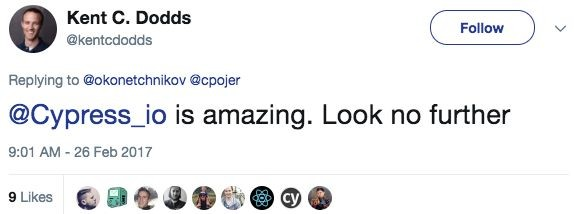 Kent C. Dodds
@kentcdodds
Follow
Replying to @okonetchnikov @cpojer
@Cypress_io is amazing. Look no further
9:01 AM - 26 Feb 2017
9 Likes
cy